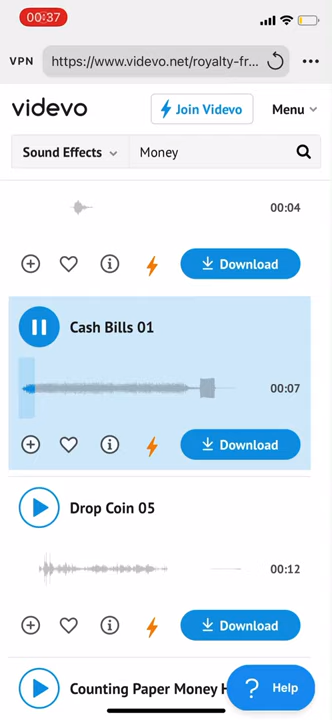 00:37
VPN https://www.videvo.net/royalty-fr...
videvo Join Videvo Menu
Sound Effects Money
00:04
Download
Cash Bills 01
00:07
Download
Drop Coin 05
00:12
Download
Counting Paper Money
? Help